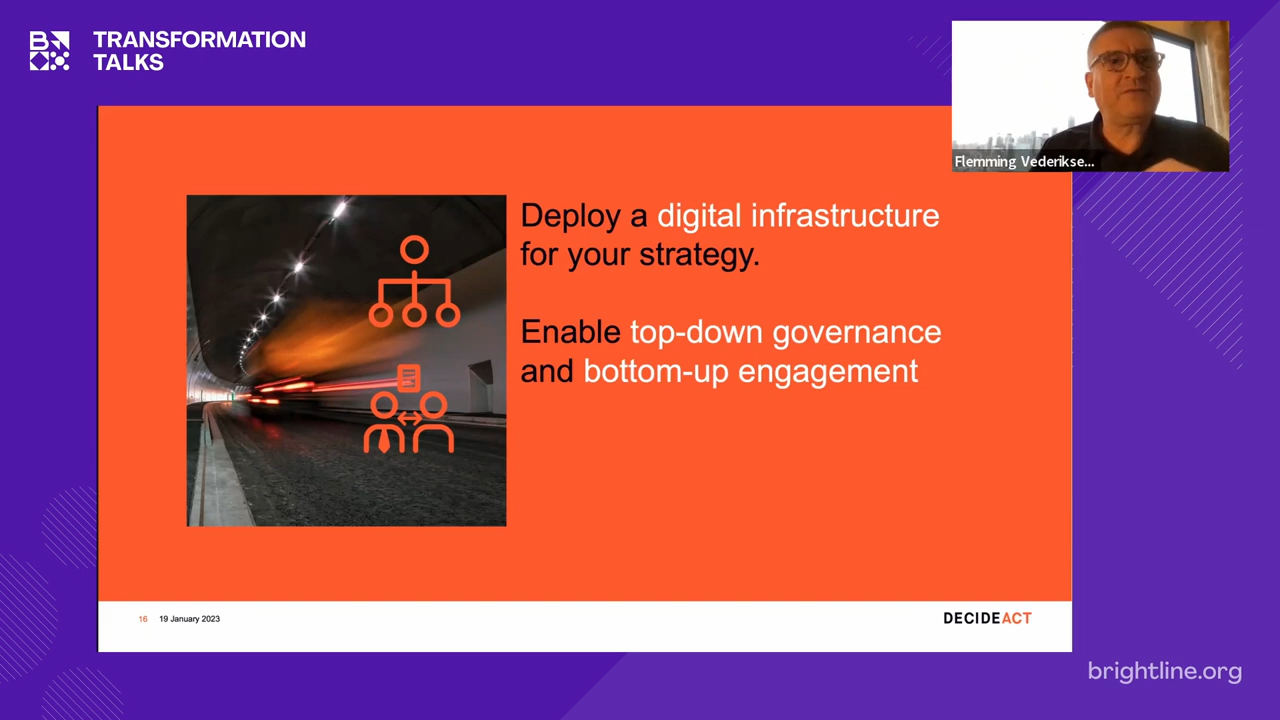 TRANSFORMATION
TALKS
Flemming Vederikse...
Deploy a digital infrastructure
for your strategy.
Enable top-down governance
and bottom-up engagement
16 19 January 2023
DECIDEACT
brightline.org